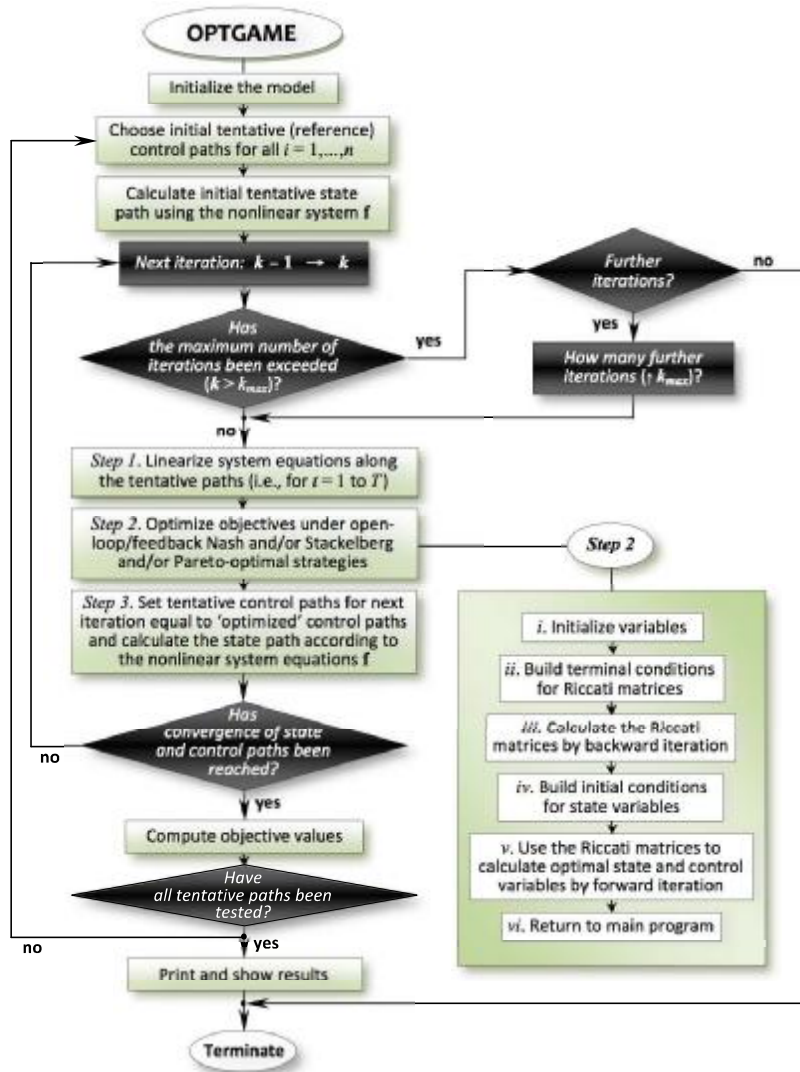 OPTGAME
Initialize the model
Choose initial tentative (reference)
control paths for all i = 1,...,n
Calculate initial tentative state
path using the nonlinear system f
Next iteration: k – 1 → k
Has
the maximum number of
iterations been exceeded
(k > kmax)?
yes
Further
iterations?
no
yes
How many further
iterations (↑ kmax)?
no
Step 1. Linearize system equations along
the tentative paths (i.e., for t = 1 to T)
Step 2. Optimize objectives under open-
loop/feedback Nash and/or Stackelberg
and/or Pareto-optimal strategies
Step 3. Set tentative control paths for next
iteration equal to 'optimized' control paths
and calculate the state path according to
the nonlinear system equations f
Has
convergence of state
and control paths been
reached?
no
yes
Compute objective values
Have
all tentative paths been
tested?
no
yes
Print and show results
Terminate
Step 2
i. Initialize variables
ii. Build terminal conditions
for Riccati matrices
iii. Calculate the Riccati
matrices by backward iteration
iv. Build initial conditions
for state variables
v. Use the Riccati matrices to
calculate optimal state and control
variables by forward iteration
vi. Return to main program